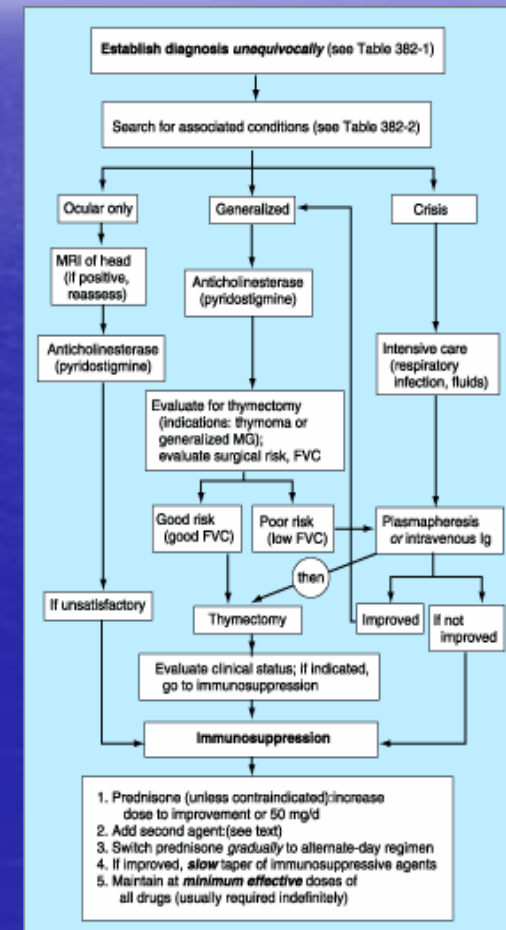 Establish diagnosis unequivocally (see Table 382-1)
Search for associated conditions (see Table 382-2)
Ocular only
Generalized
Crisis
MRI of head
(if positive,
reassess)
Anticholinesterase
(pyridostigmine)
Anticholinesterase
(pyridostigmine)
Intensive care
(respiratory
infection, fluids)
Evaluate for thymectomy
(indications: thymoma or
generalized MG);
evaluate surgical risk, FVC
Good risk
(good FVC)
Poor risk
(low FVC)
Plasmapheresis
or intravenous Ig
then
If unsatisfactory
Thymectomy
Improved
If not
improved
Evaluate clinical status; if indicated,
go to immunosuppression
Immunosuppression
1. Prednisone (unless contraindicated):increase
dose to improvement or 50 mg/d
2. Add second agent:(see text)
3. Switch prednisone gradually to alternate-day regimen
4. If improved, slow taper of immunosuppressive agents
5. Maintain at minimum effective doses of
all drugs (usually required indefinitely)